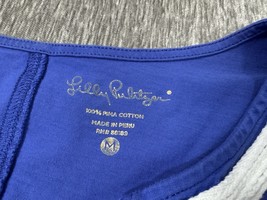 Lilly Pulitzer
100% PIMA COTTON
MADE IN PERU
RN# 88189
M